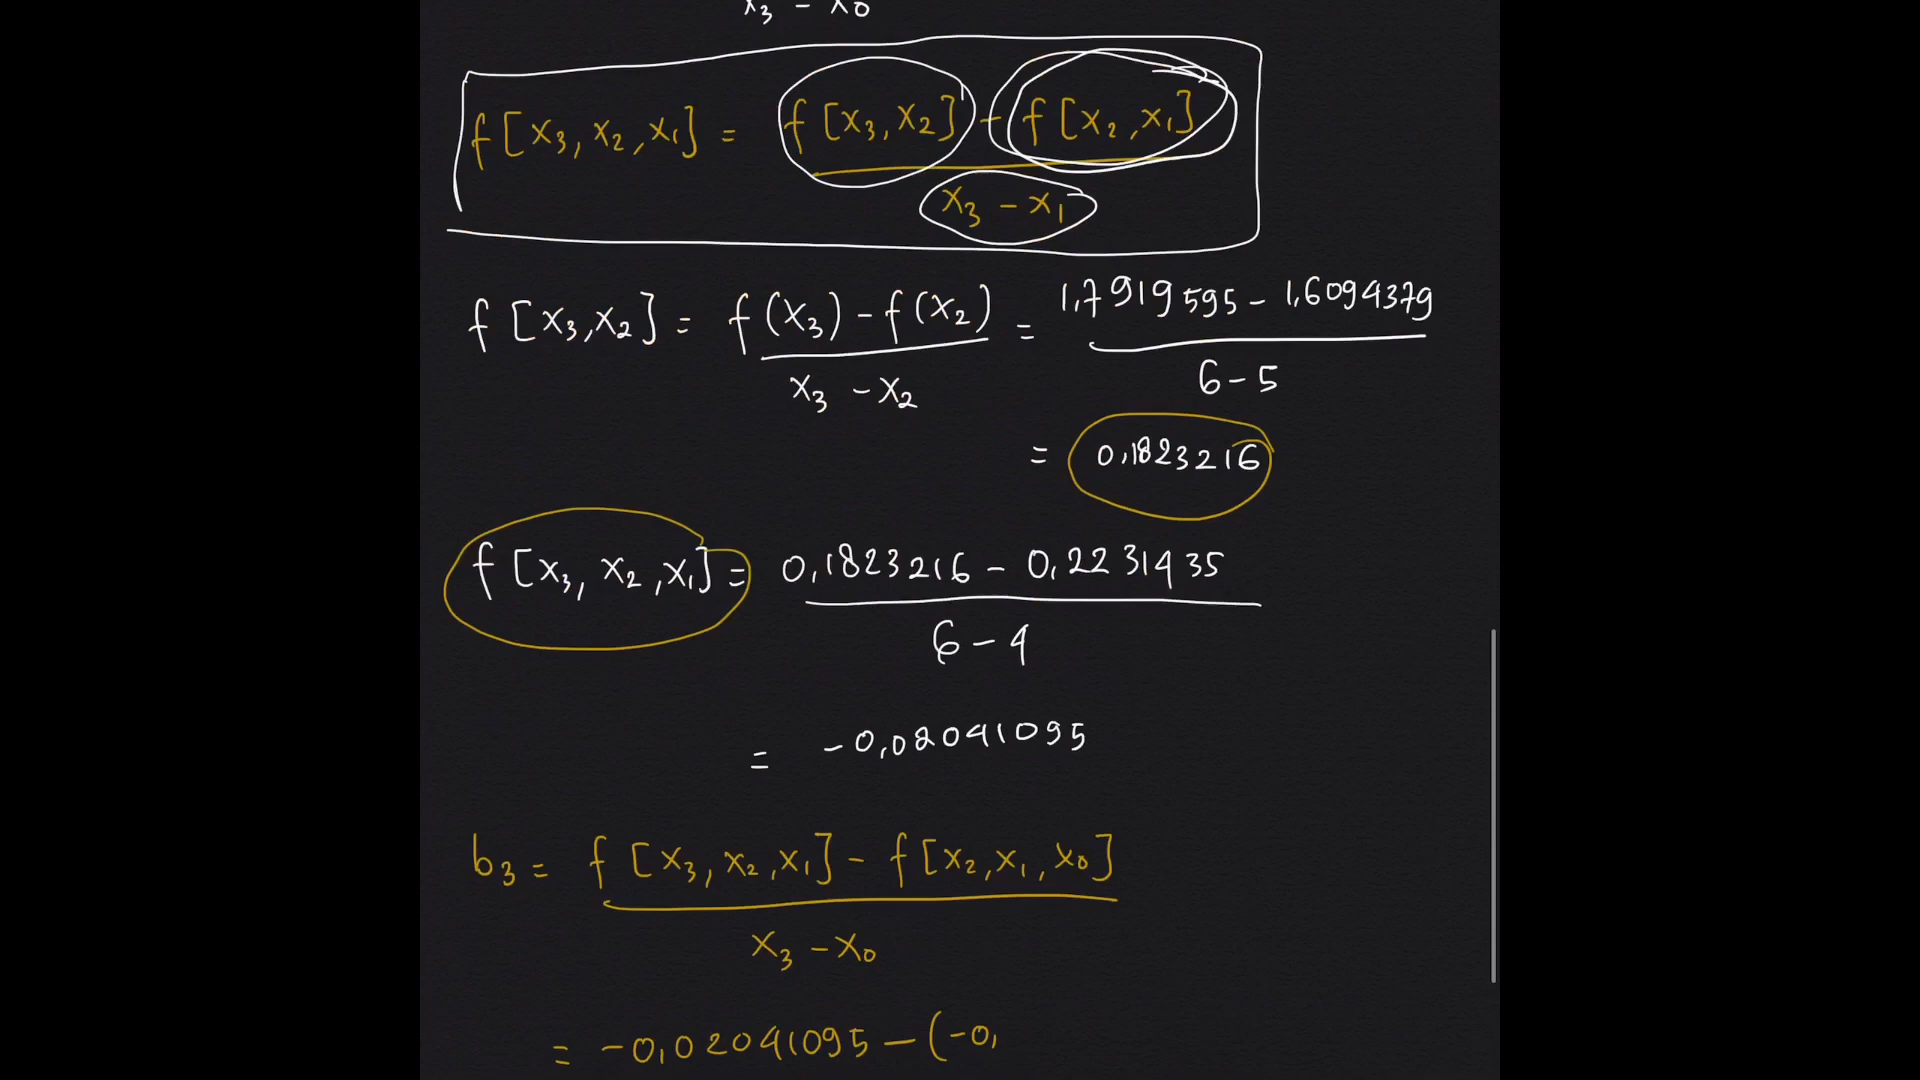 x₃ - x₀
f[x₃, x₂, x₁] = f[x₃, x₂] - f[x₂, x₁]
x₃ - x₁
f[x₃, x₂] = f(x₃) - f(x₂) = 1,7919595 - 1,6094379
x₃ - x₂ 6 - 5
= 0,1823216
f[x₃, x₂, x₁] = 0,1823216 - 0,2231435
6 - 4
= -0,02041095
b₃ = f[x₃, x₂, x₁] - f[x₂, x₁, x₀]
x₃ - x₀
= -0,02041095 - (-0,